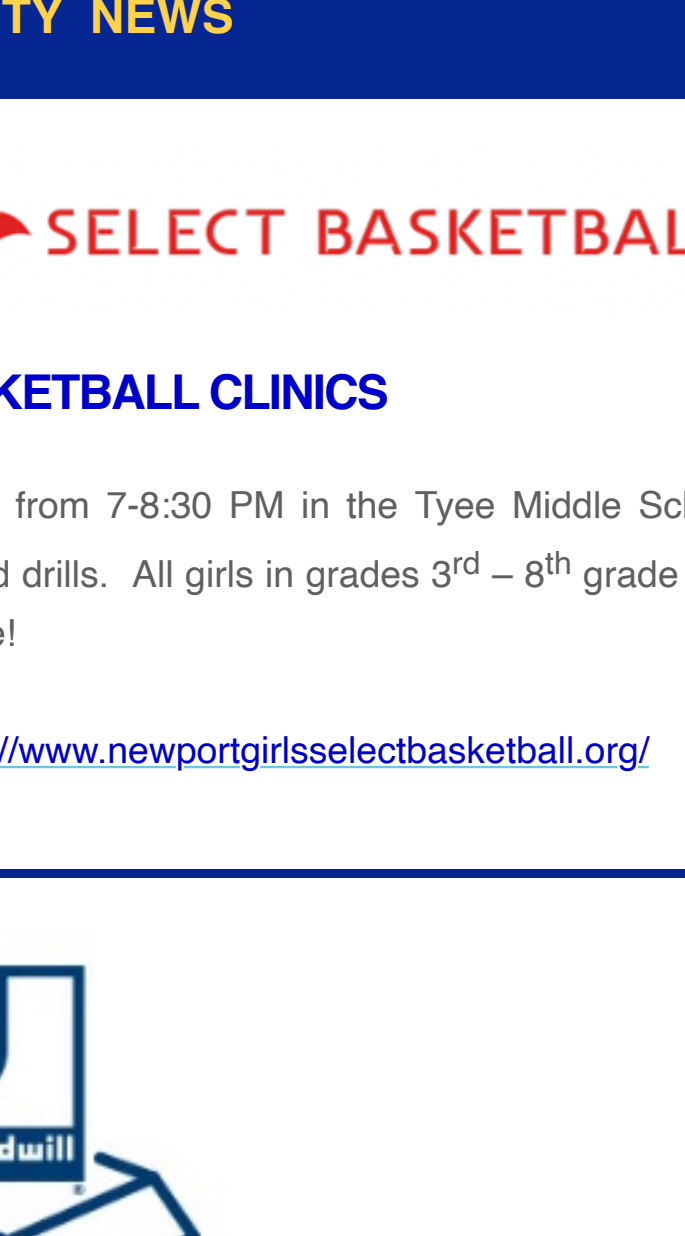 TY NEWS
SELECT BASKETBAL
KETBALL CLINICS
from 7-8:30 PM in the Tyee Middle Sc
d drills. All girls in grades 3rd – 8th grade
e!
//www.newportgirlsselectbasketball.org/
dwill
®